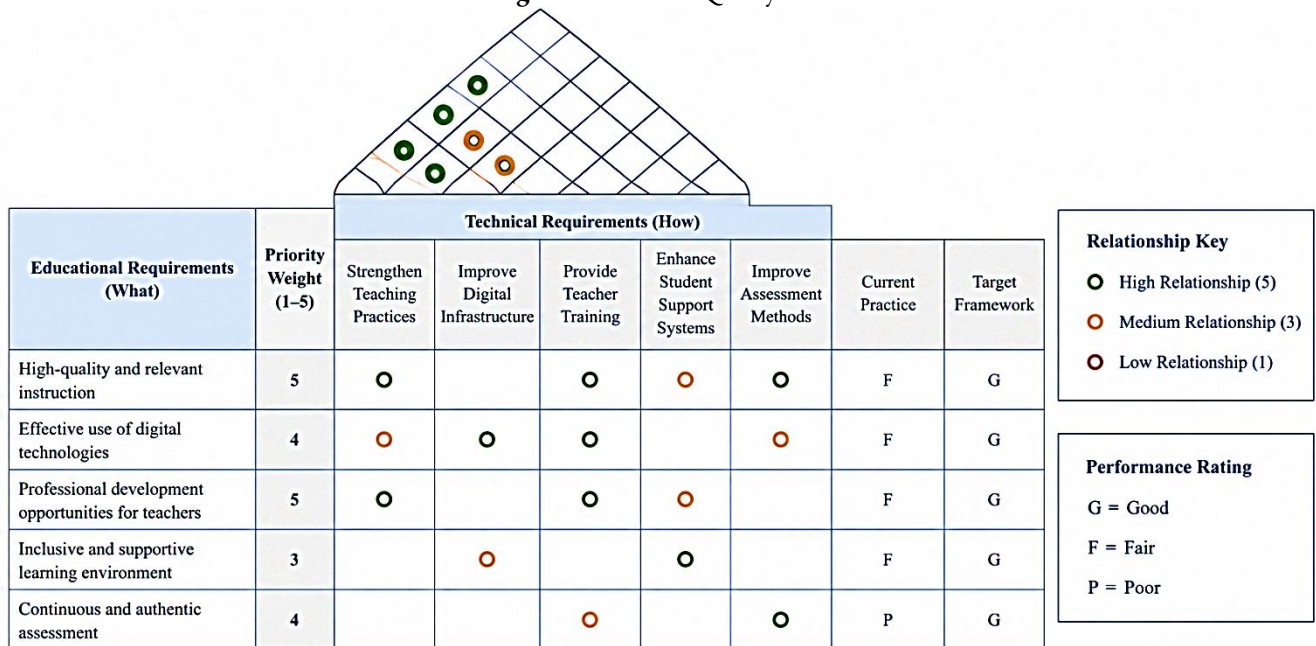 Technical Requirements (How)
Educational Requirements
(What)
Priority
Weight
(1–5)
Strengthen
Teaching
Practices
Improve
Digital
Infrastructure
Provide
Teacher
Training
Enhance
Student
Support
Systems
Improve
Assessment
Methods
Current
Practice
Target
Framework
High-quality and relevant
instruction
5
F
G
Effective use of digital
technologies
4
F
G
Professional development
opportunities for teachers
5
F
G
Inclusive and supportive
learning environment
3
F
G
Continuous and authentic
assessment
4
P
G
Relationship Key
High Relationship (5)
Medium Relationship (3)
Low Relationship (1)
Performance Rating
G = Good
F = Fair
P = Poor